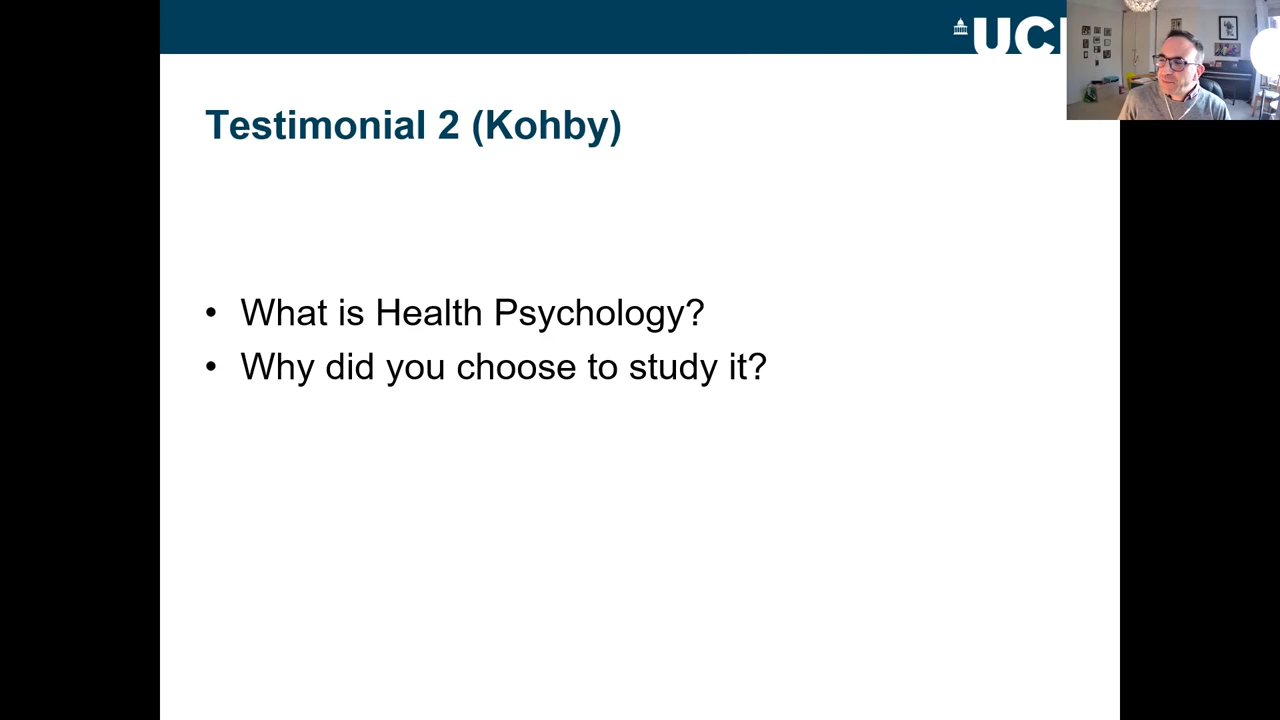 UCL
Testimonial 2 (Kohby)
• What is Health Psychology?
• Why did you choose to study it?